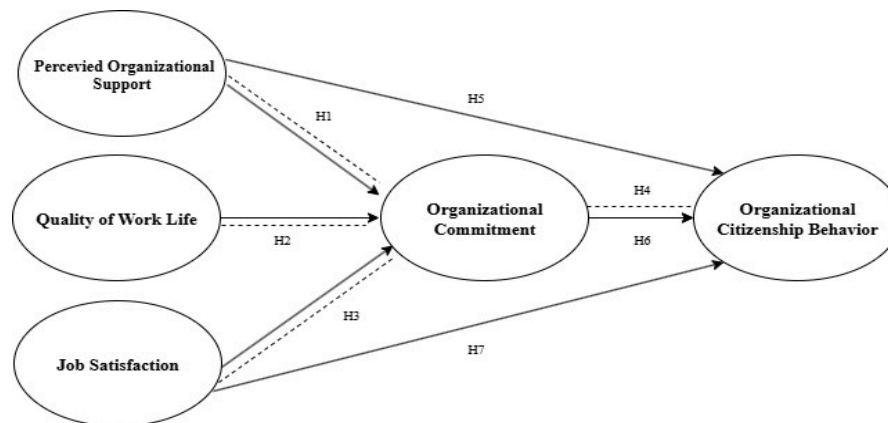 Percevied Organizational
Support
H5
H1
Quality of Work Life
H2
Organizational
Commitment
H4
H6
Organizational
Citizenship Behavior
H3
Job Satisfaction
H7